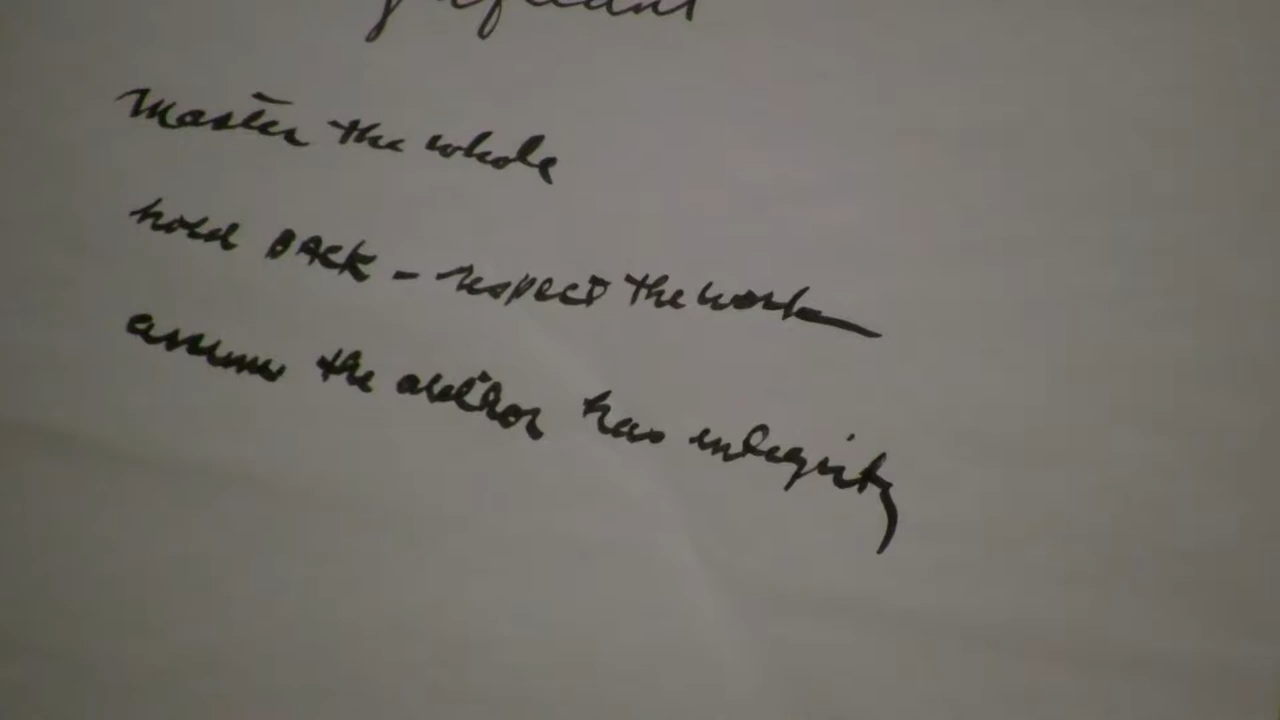 master the whole
hold BACK - respect the work
assume the author has integrity